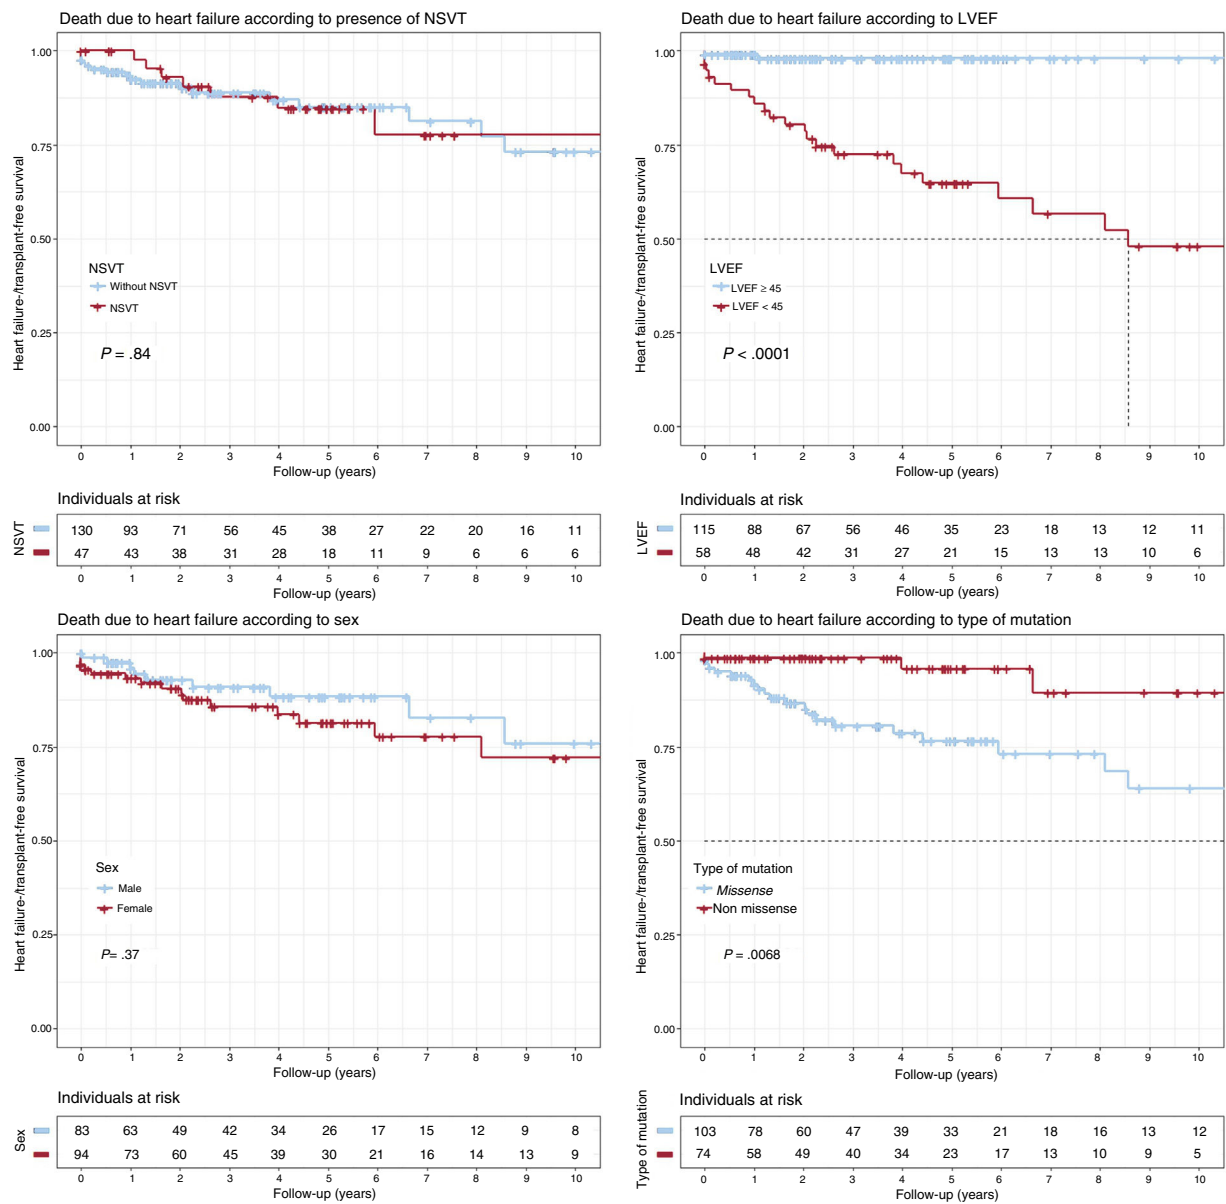 Death due to heart failure according to presence of NSVT
Heart failure-/transplant-free survival
1.00
0.75
0.50
0.25
0.00
NSVT
Without NSVT
NSVT
P = .84
0 1 2 3 4 5 6 7 8 9 10
Follow-up (years)
Individuals at risk
NSVT
130 93 71 56 45 38 27 22 20 16 11
47 43 38 31 28 18 11 9 6 6 6
0 1 2 3 4 5 6 7 8 9 10
Follow-up (years)
Death due to heart failure according to LVEF
Heart failure-/transplant-free survival
1.00
0.75
0.50
0.25
0.00
LVEF
LVEF ≥ 45
LVEF < 45
P < .0001
0 1 2 3 4 5 6 7 8 9 10
Follow-up (years)
Individuals at risk
LVEF
115 88 67 56 46 35 23 18 13 12 11
58 48 42 31 27 21 15 13 13 10 6
0 1 2 3 4 5 6 7 8 9 10
Follow-up (years)
Death due to heart failure according to sex
Heart failure-/transplant-free survival
1.00
0.75
0.50
0.25
0.00
Sex
Male
Female
P= .37
0 1 2 3 4 5 6 7 8 9 10
Follow-up (years)
Individuals at risk
Sex
83 63 49 42 34 26 17 15 12 9 8
94 73 60 45 39 30 21 16 14 13 9
0 1 2 3 4 5 6 7 8 9 10
Follow-up (years)
Death due to heart failure according to type of mutation
Heart failure-/transplant-free survival
1.00
0.75
0.50
0.25
0.00
Type of mutation
Missense
Non missense
P = .0068
0 1 2 3 4 5 6 7 8 9 10
Follow-up (years)
Individuals at risk
Type of mutation
103 78 60 47 39 33 21 18 16 13 12
74 58 49 40 34 23 17 13 10 9 5
0 1 2 3 4 5 6 7 8 9 10
Follow-up (years)